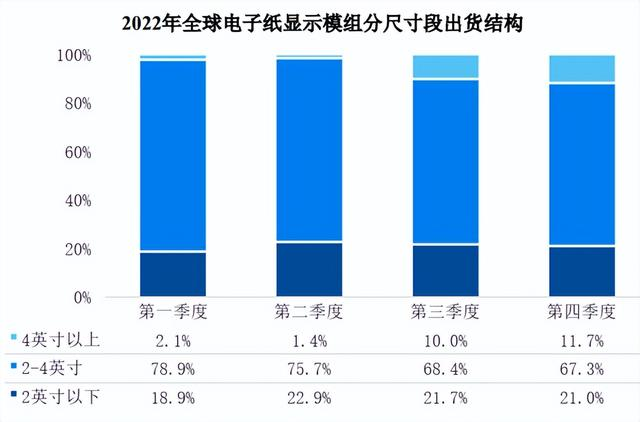 2022年全球电子纸显示模组分尺寸段出货结构
100%
80%
60%
40%
20%
0%
第一季度 第二季度 第三季度 第四季度
4英寸以上 2.1% 1.4% 10.0% 11.7%
2-4英寸 78.9% 75.7% 68.4% 67.3%
2英寸以下 18.9% 22.9% 21.7% 21.0%